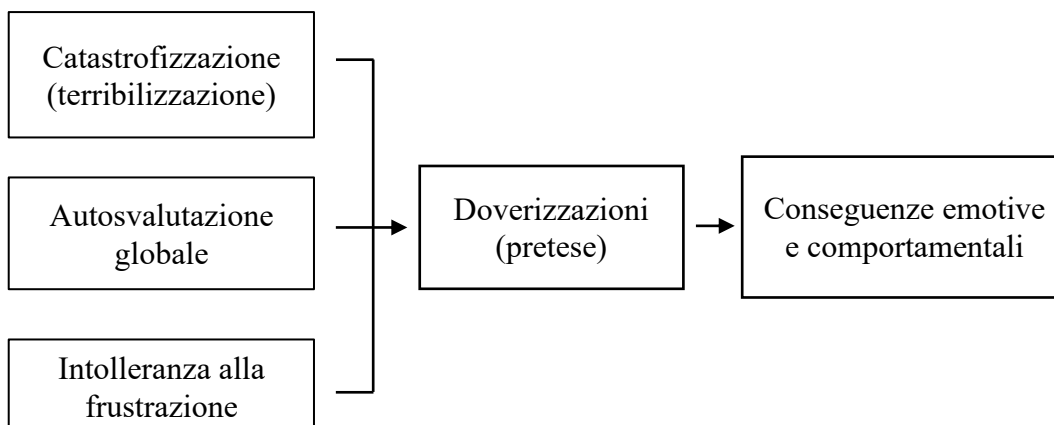 Catastrofizzazione
(terribilizzazione)
Autosvalutazione
globale
Intolleranza alla
frustrazione
Doverizzazioni
(pretese)
Conseguenze emotive
e comportamentali